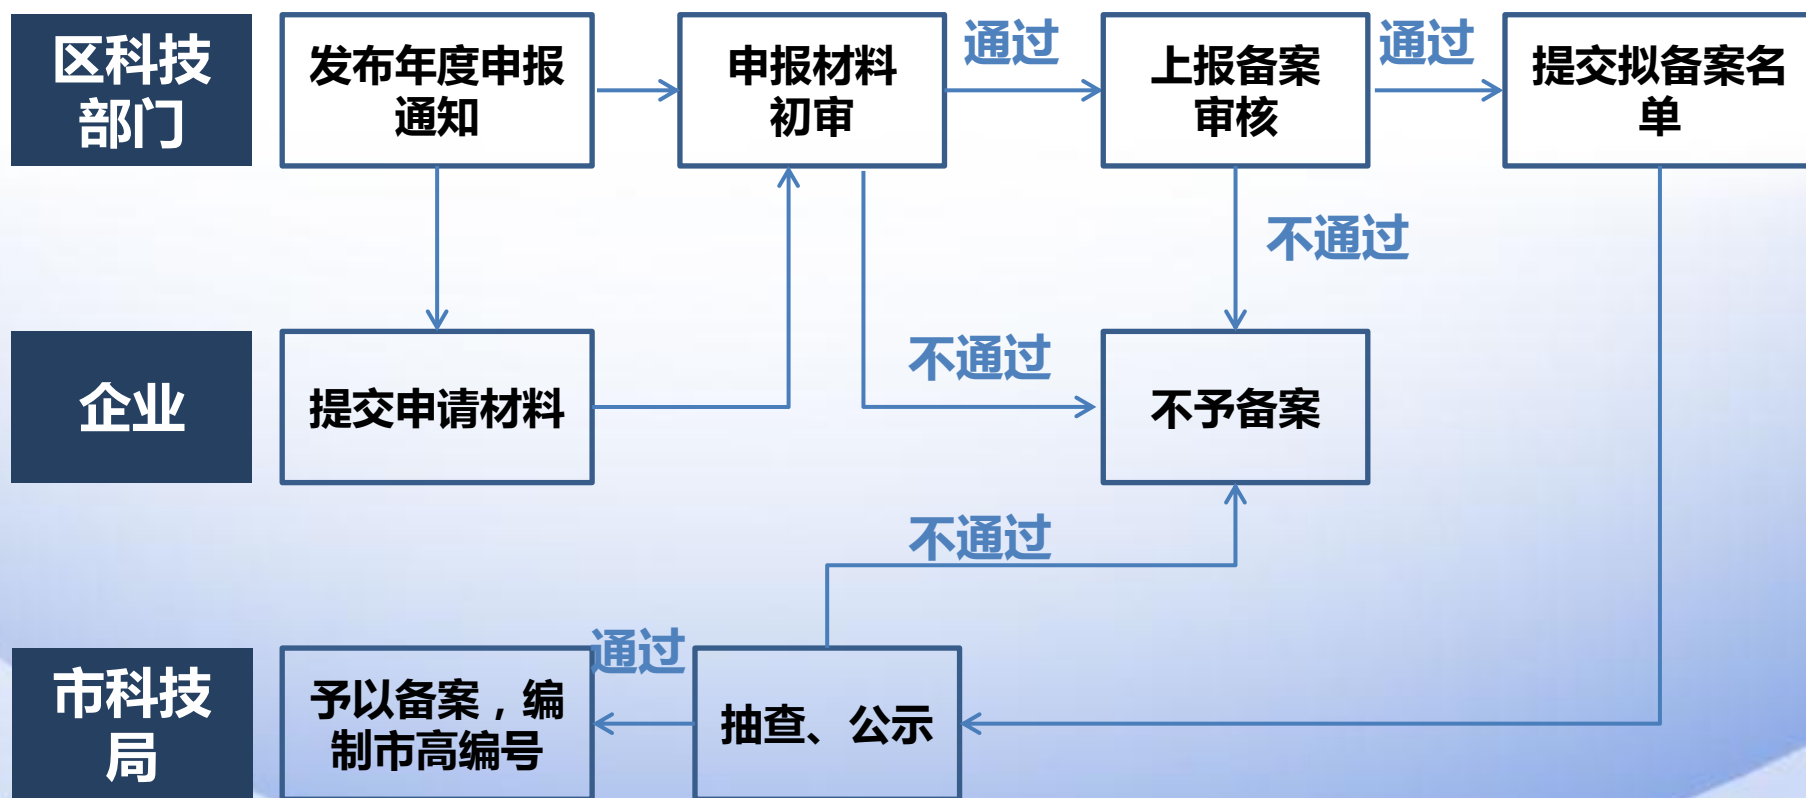 区科技
部门
发布年度申报
通知
申报材料
初审
通过
上报备案
审核
通过
提交拟备案名
单
不通过
企业
提交申请材料
不通过
不予备案
不通过
市科技
局
予以备案，编
制市高编号
通过
抽查、公示